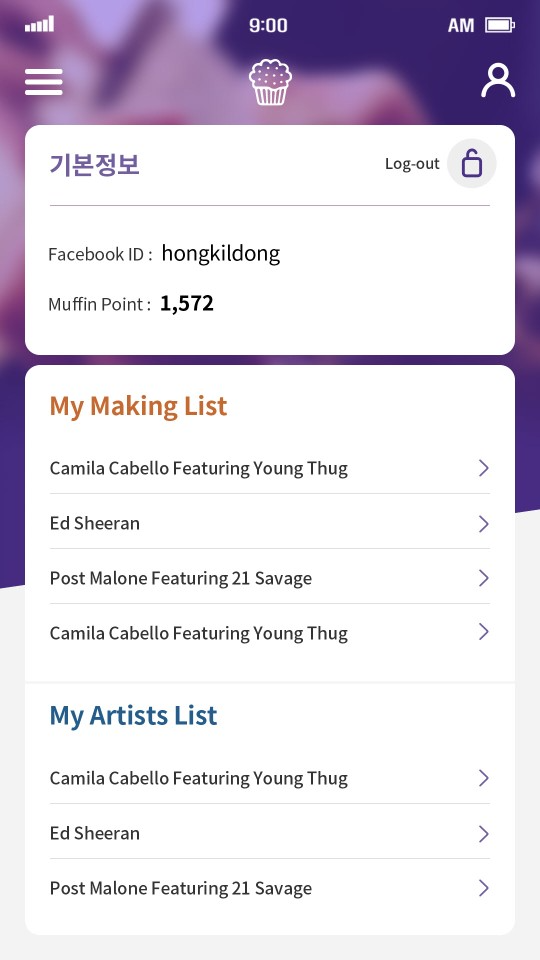 9:00
AM
기본정보
Log-out
Facebook ID : hongkildong
Muffin Point : 1,572
My Making List
Camila Cabello Featuring Young Thug
Ed Sheeran
Post Malone Featuring 21 Savage
Camila Cabello Featuring Young Thug
My Artists List
Camila Cabello Featuring Young Thug
Ed Sheeran
Post Malone Featuring 21 Savage